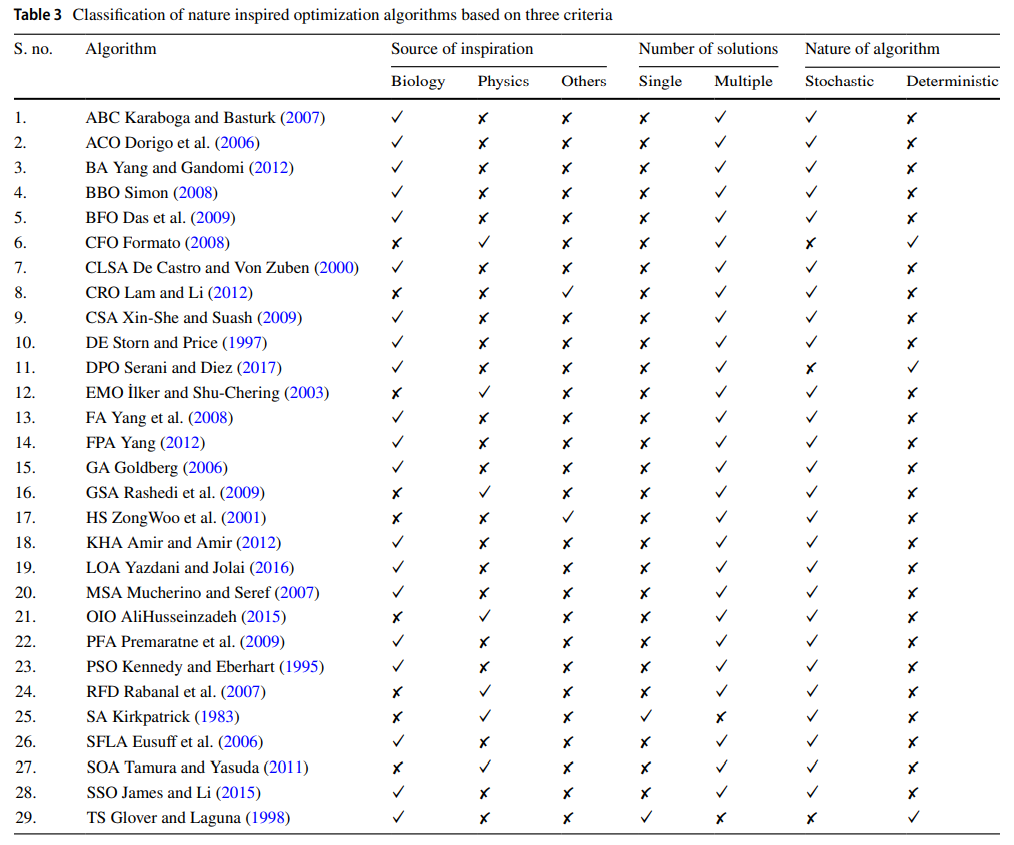 Table 3 Classification of nature inspired optimization algorithms based on three criteria
S. no. Algorithm Source of inspiration Number of solutions Nature of algorithm
Biology Physics Others Single Multiple Stochastic Deterministic
1. ABC Karaboga and Basturk (2007) ✓ ✗ ✗ ✗ ✓ ✓ ✗
2. ACO Dorigo et al. (2006) ✓ ✗ ✗ ✗ ✓ ✓ ✗
3. BA Yang and Gandomi (2012) ✓ ✗ ✗ ✗ ✓ ✓ ✗
4. BBO Simon (2008) ✓ ✗ ✗ ✗ ✓ ✓ ✗
5. BFO Das et al. (2009) ✓ ✗ ✗ ✗ ✓ ✓ ✗
6. CFO Formato (2008) ✗ ✓ ✗ ✗ ✓ ✗ ✓
7. CLSA De Castro and Von Zuben (2000) ✓ ✗ ✗ ✗ ✓ ✓ ✗
8. CRO Lam and Li (2012) ✗ ✗ ✓ ✗ ✓ ✓ ✗
9. CSA Xin-She and Suash (2009) ✓ ✗ ✗ ✗ ✓ ✓ ✗
10. DE Storn and Price (1997) ✓ ✗ ✗ ✗ ✓ ✓ ✗
11. DPO Serani and Diez (2017) ✓ ✗ ✗ ✗ ✓ ✗ ✓
12. EMO İlker and Shu-Chering (2003) ✗ ✓ ✗ ✗ ✓ ✓ ✗
13. FA Yang et al. (2008) ✓ ✗ ✗ ✗ ✓ ✓ ✗
14. FPA Yang (2012) ✓ ✗ ✗ ✗ ✓ ✓ ✗
15. GA Goldberg (2006) ✓ ✗ ✗ ✗ ✓ ✓ ✗
16. GSA Rashedi et al. (2009) ✗ ✓ ✗ ✗ ✓ ✓ ✗
17. HS ZongWoo et al. (2001) ✗ ✗ ✓ ✗ ✓ ✓ ✗
18. KHA Amir and Amir (2012) ✓ ✗ ✗ ✗ ✓ ✓ ✗
19. LOA Yazdani and Jolai (2016) ✓ ✗ ✗ ✗ ✓ ✓ ✗
20. MSA Mucherino and Seref (2007) ✓ ✗ ✗ ✗ ✓ ✓ ✗
21. OIO AliHusseinzadeh (2015) ✗ ✓ ✗ ✗ ✓ ✓ ✗
22. PFA Premaratne et al. (2009) ✓ ✗ ✗ ✗ ✓ ✓ ✗
23. PSO Kennedy and Eberhart (1995) ✓ ✗ ✗ ✗ ✓ ✓ ✗
24. RFD Rabanal et al. (2007) ✗ ✓ ✗ ✗ ✓ ✓ ✗
25. SA Kirkpatrick (1983) ✗ ✓ ✗ ✓ ✗ ✓ ✗
26. SFLA Eusuff et al. (2006) ✓ ✗ ✗ ✗ ✓ ✓ ✗
27. SOA Tamura and Yasuda (2011) ✗ ✓ ✗ ✗ ✓ ✓ ✗
28. SSO James and Li (2015) ✓ ✗ ✗ ✗ ✓ ✓ ✗
29. TS Glover and Laguna (1998) ✓ ✗ ✗ ✓ ✗ ✗ ✓